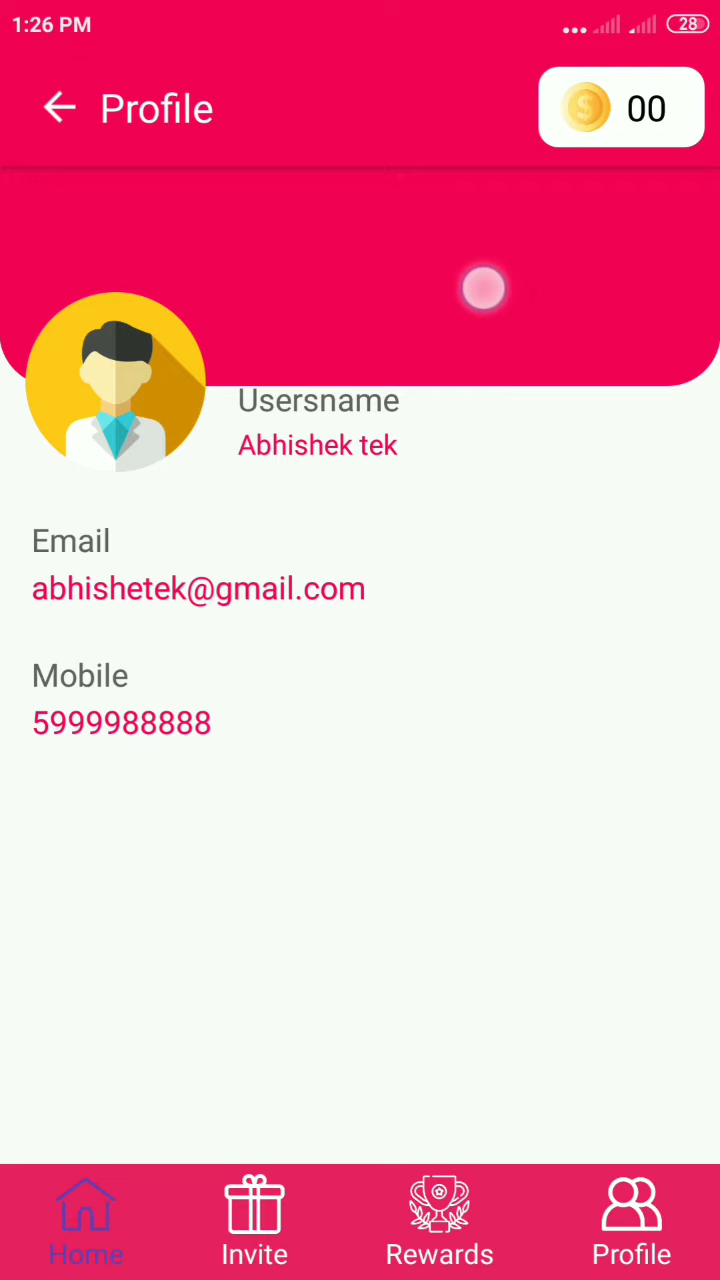 1:26 PM 28
Profile 00
Usersname
Abhishek tek
Email
abhishetek@gmail.com
Mobile
5999988888
Home Invite Rewards Profile